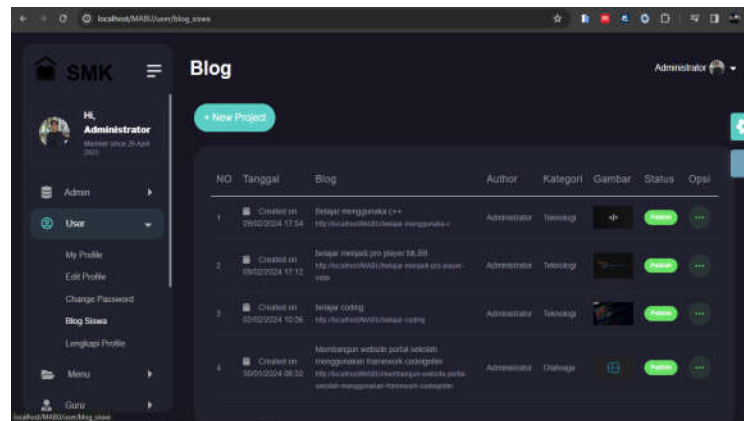 localhost/MABU/user/blog_siswa
SMK
Blog
Administrator
Hi,
Administrator
Member since 29 April
2023
+ New Project
NO Tanggal Blog Author Kategori Gambar Status Opsi
Admin
User
My Profile
Edit Profile
Change Password
Blog Siswa
Lengkapi Profile
Menu
Guru
1 Created on Belajar menggunaka c++ Administrator Teknologi
09/02/2024 17:54
2 Created on belajar menjadi pro player MLBB Administrator Teknologi
09/02/2024 17:12
3 Created on belajar coding Administrator Teknologi
02/02/2024 10:56 http://localhost/MABU/belajar-coding
4 Created on Membangun website portal sekolah
30/01/2024 08:32 menggunakan framework codeigniter Administrator Olahraga
localhost/MABU/user/blog_siswa